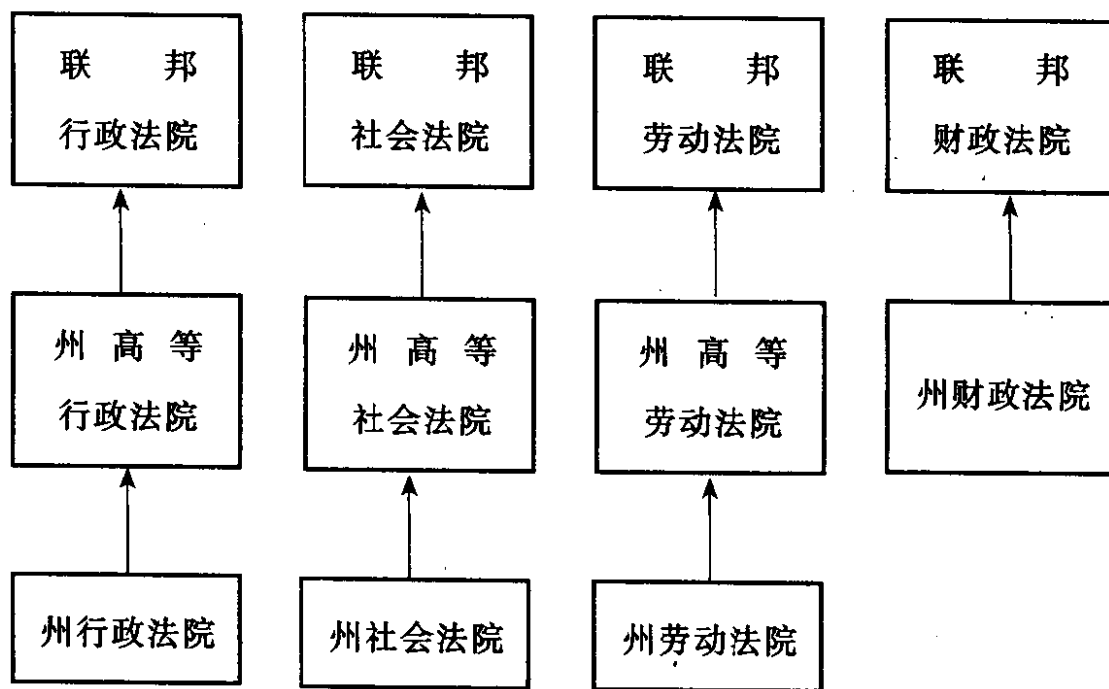 联 邦
行政法院
联 邦
社会法院
联 邦
劳动法院
联 邦
财政法院
州 高 等
行政法院
州 高 等
社会法院
州 高 等
劳动法院
州财政法院
州行政法院
州社会法院
州劳动法院